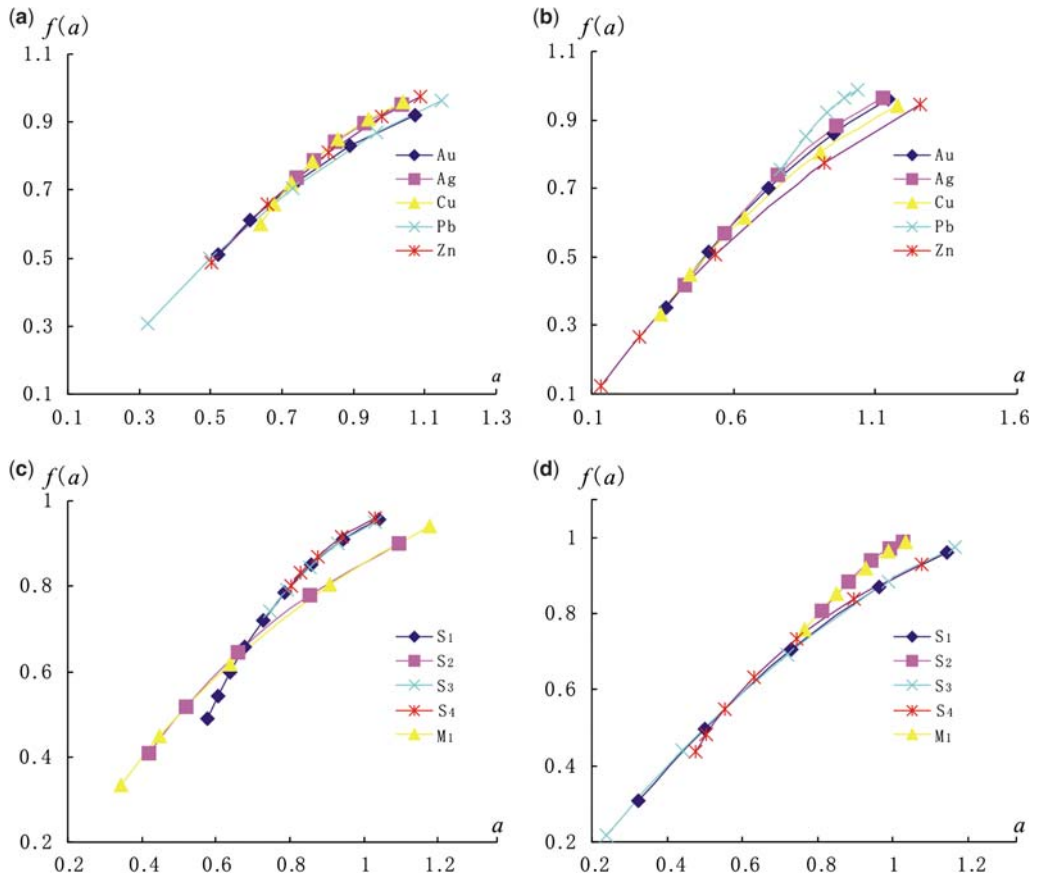 (a)
f(a)
1.1
0.9
0.7
0.5
0.3
0.1
0.1 0.3 0.5 0.7 0.9 1.1 1.3
a
Au
Ag
Cu
Pb
Zn
(b)
f(a)
1.1
0.9
0.7
0.5
0.3
0.1
0.1 0.6 1.1 1.6
a
Au
Ag
Cu
Pb
Zn
(c)
f(a)
1
0.8
0.6
0.4
0.2
0.2 0.4 0.6 0.8 1
a
S1
S2
S3
S4
M1
(d)
f(a)
1
0.8
0.6
0.4
0.2
0.2 0.4 0.6 0.8 1 1.2
a
S1
S2
S3
S4
M1